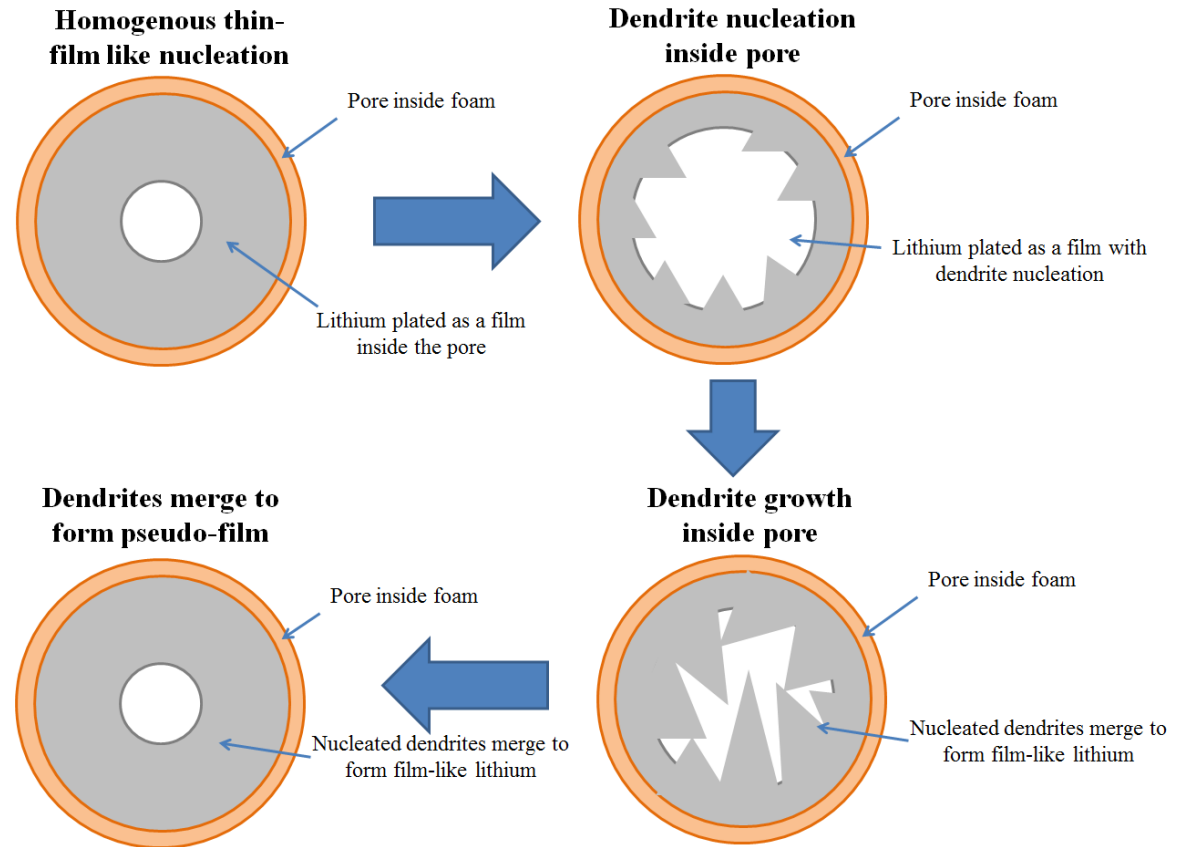 Homogenous thin-
film like nucleation
Pore inside foam
Lithium plated as a film
inside the pore
Dendrite nucleation
inside pore
Pore inside foam
Lithium plated as a film with
dendrite nucleation
Dendrites merge to
form pseudo-film
Pore inside foam
Nucleated dendrites merge to
form film-like lithium
Dendrite growth
inside pore
Pore inside foam
Nucleated dendrites merge to
form film-like lithium